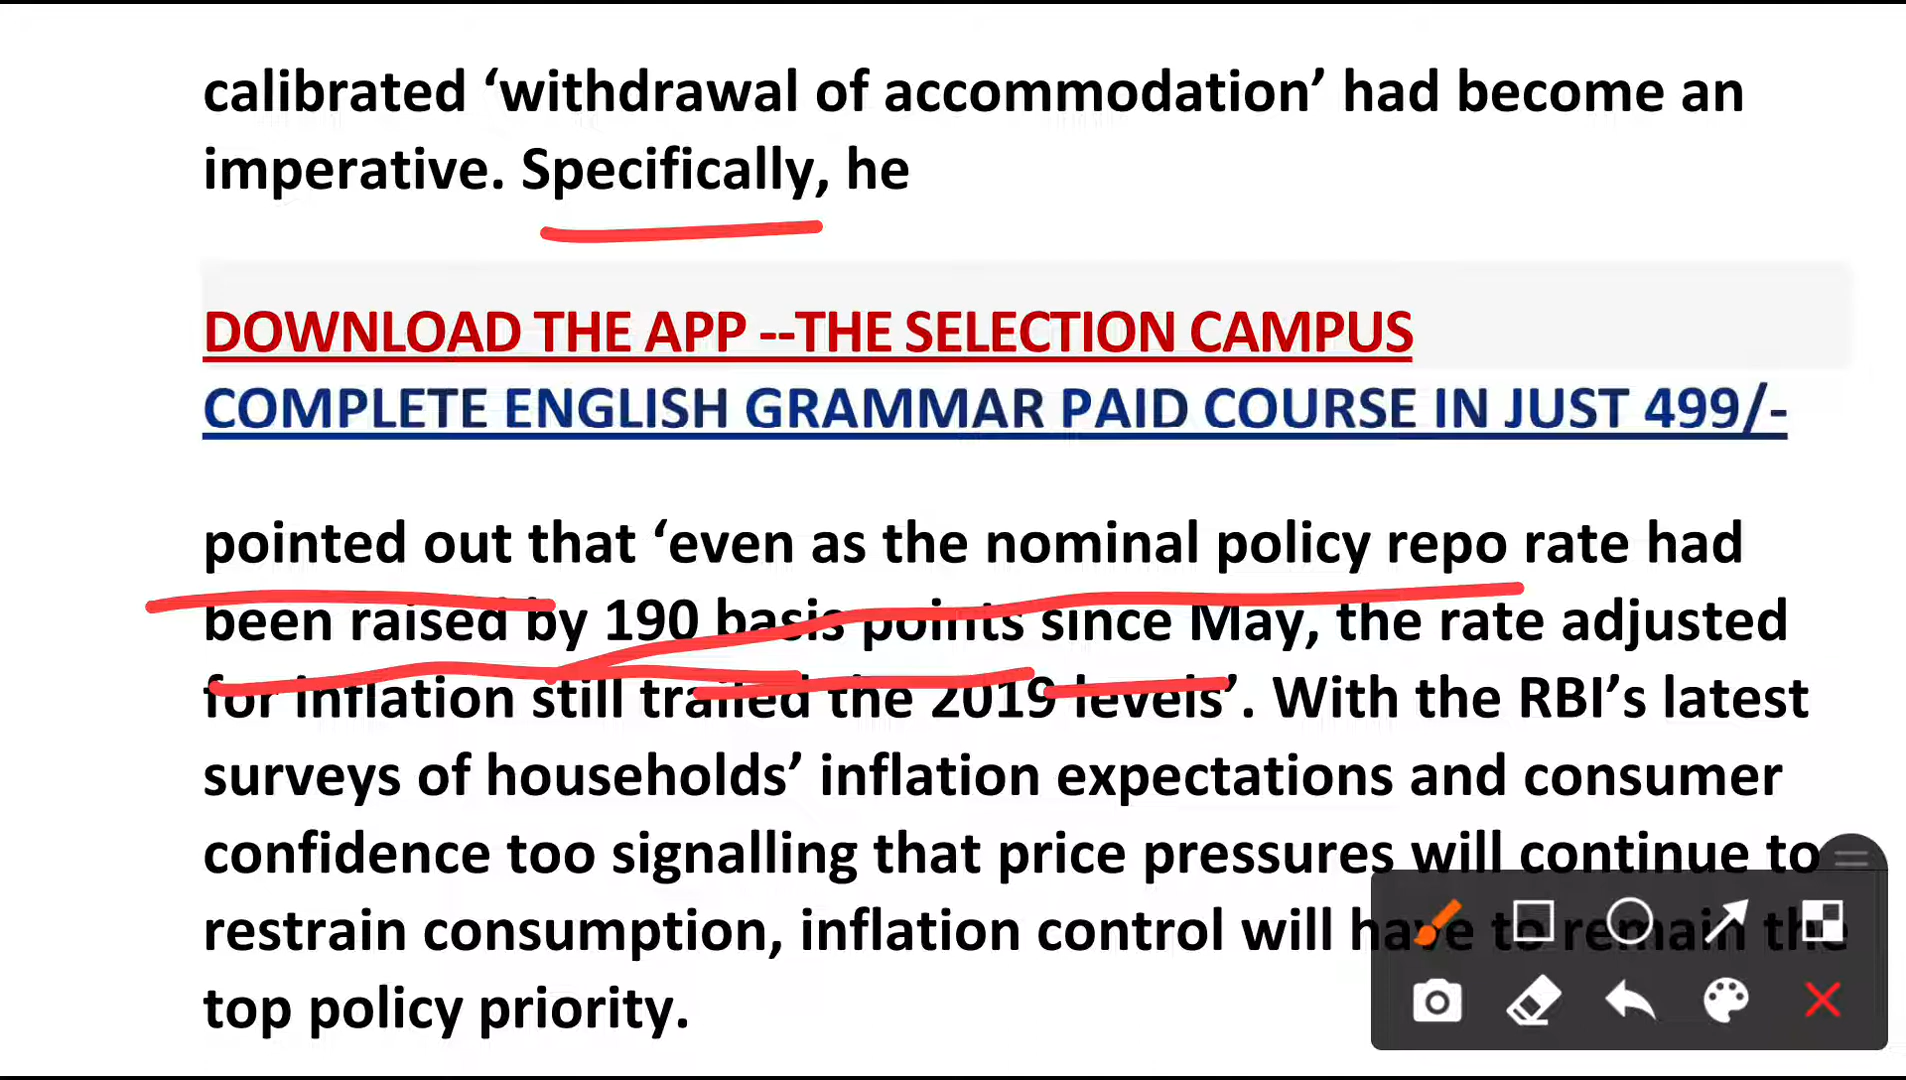 calibrated ‘withdrawal of accommodation’ had become an
imperative. Specifically, he
DOWNLOAD THE APP --THE SELECTION CAMPUS
COMPLETE ENGLISH GRAMMAR PAID COURSE IN JUST 499/-
pointed out that ‘even as the nominal policy repo rate had
been raised by 190 basis points since May, the rate adjusted
for inflation still trailed the 2019 levels’. With the RBI’s latest
surveys of households’ inflation expectations and consumer
confidence too signalling that price pressures will continue to
restrain consumption, inflation control will have to remain the
top policy priority.